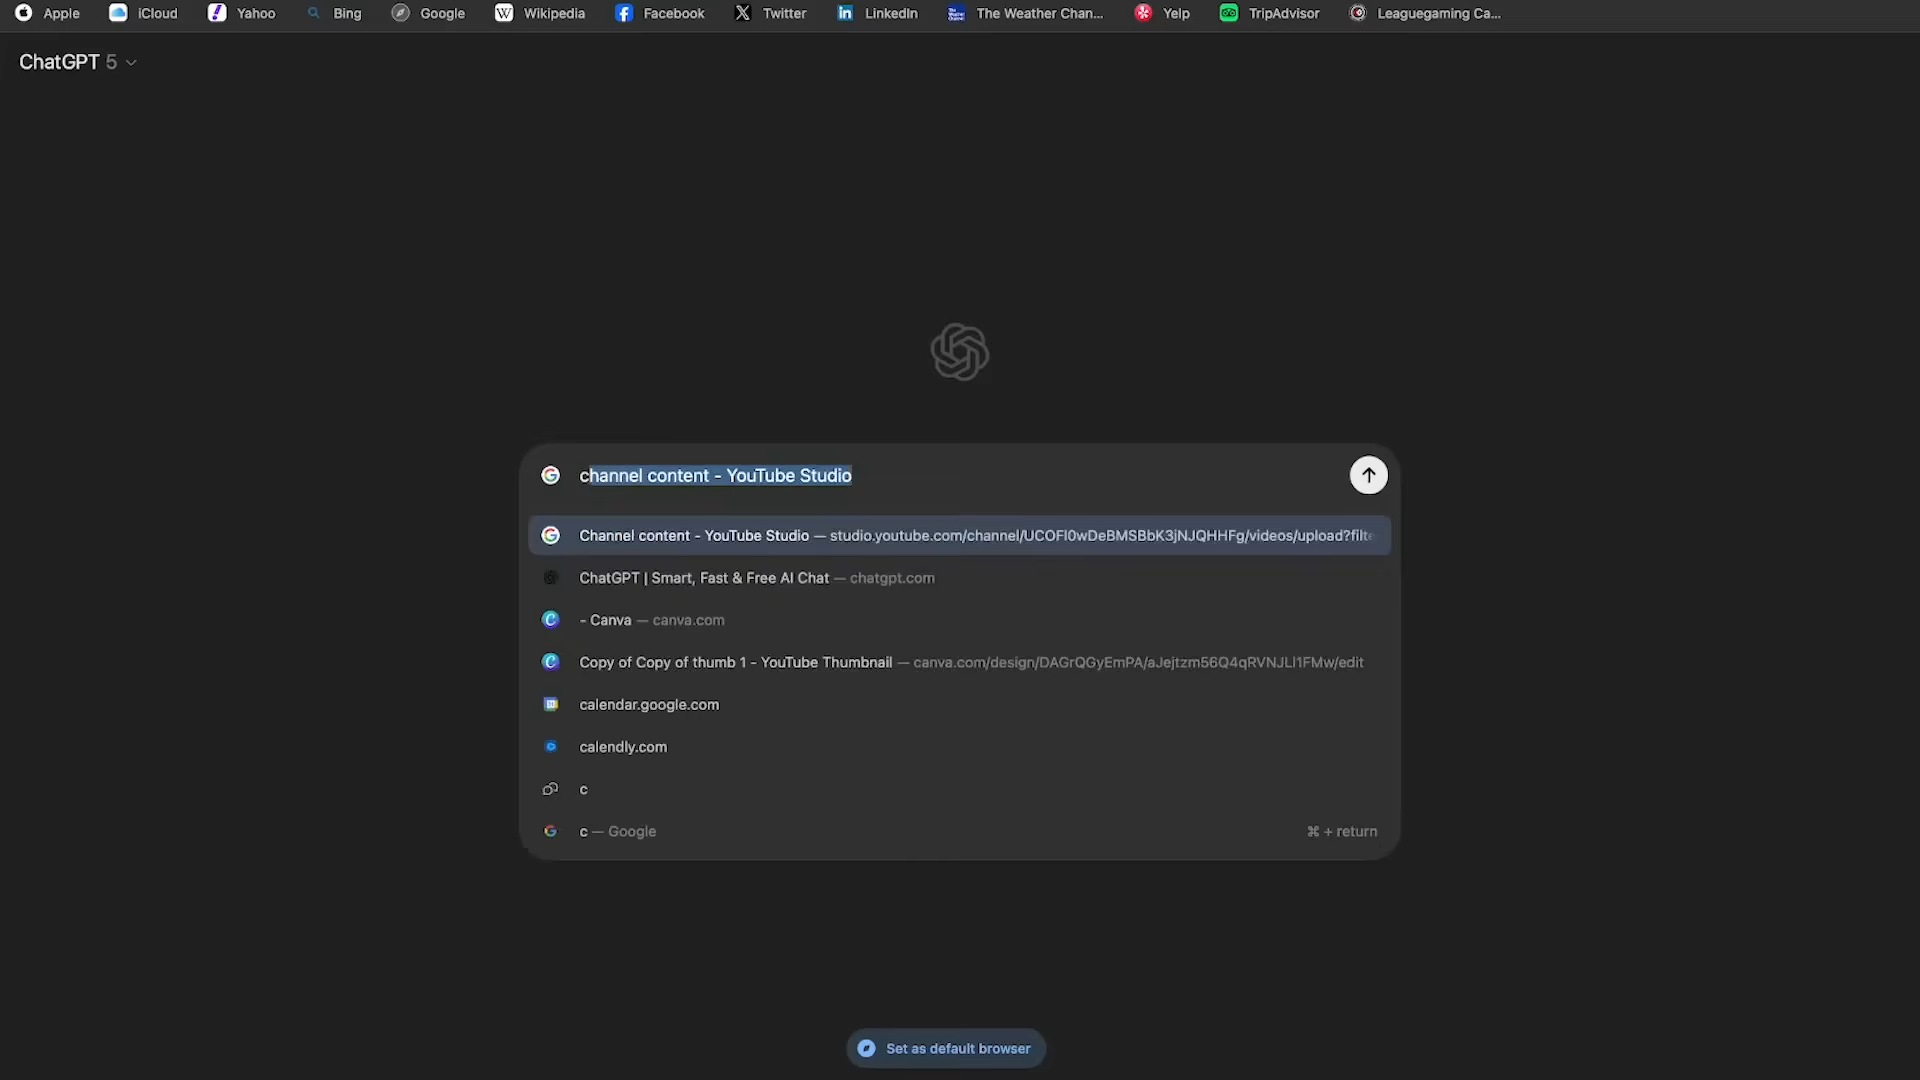 Apple iCloud Yahoo Bing Google Wikipedia Facebook Twitter LinkedIn The Weather Chan... Yelp TripAdvisor Leaguegaming Ca...
ChatGPT 5
channel content - YouTube Studio
Channel content - YouTube Studio — studio.youtube.com/channel/UCOFl0wDeBMSBbK3jNJQHHFg/videos/upload?filte
ChatGPT | Smart, Fast & Free AI Chat — chatgpt.com
- Canva — canva.com
Copy of Copy of thumb 1 - YouTube Thumbnail — canva.com/design/DAGrQGyEmPA/aJejtzm56Q4qRVNJLI1FMw/edit
calendar.google.com
calendly.com
c
c — Google ⌘ + return
Set as default browser